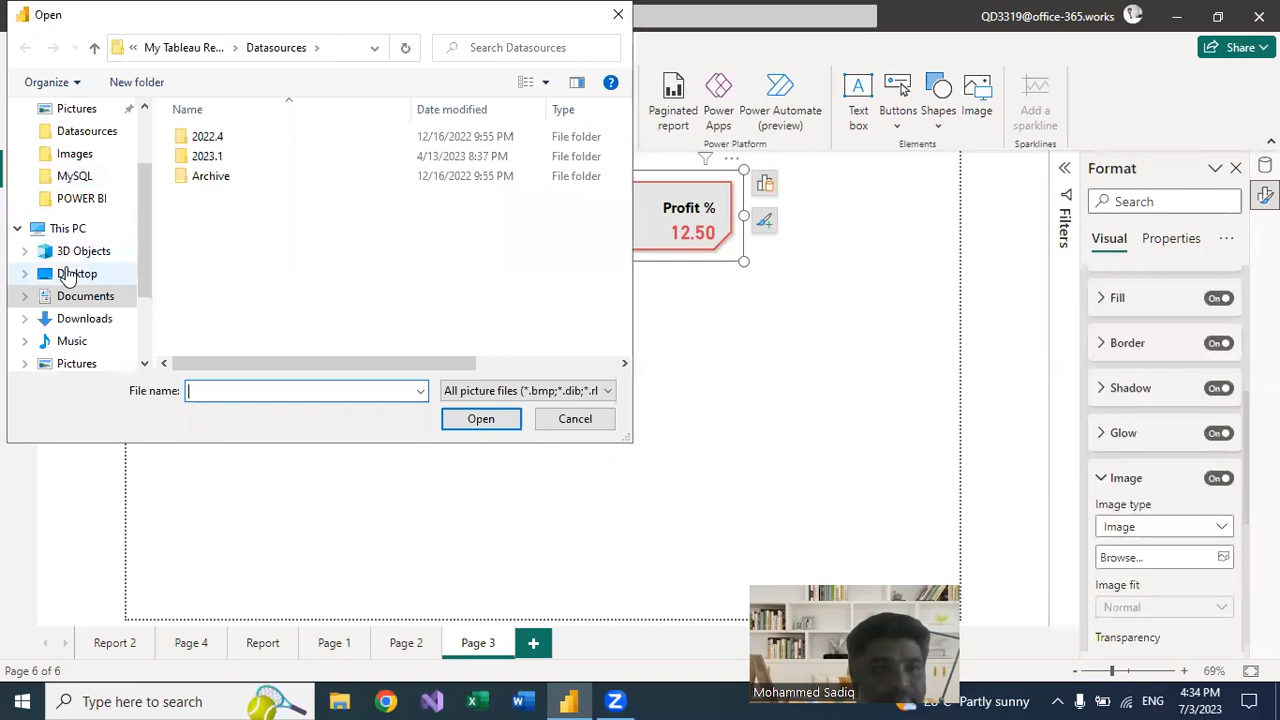 Open
QD3319@office-365.works
« My Tableau Re... > Datasources >
Search Datasources
Share
Organize
New folder
Name
Date modified
Type
Pictures
Datasources
Images
MySQL
POWER BI
This PC
3D Objects
Desktop
Documents
Downloads
Music
Pictures
2022.4 12/16/2022 9:55 PM File folder
2023.1 4/13/2023 8:37 PM File folder
Archive 12/16/2022 9:55 PM File folder
File name:
All picture files (*.bmp;*.dib;*.rl
Open
Cancel
Paginated report
Power Apps
Power Automate (preview)
Power Platform
Text box
Buttons
Shapes
Image
Elements
Add a sparkline
Sparklines
Profit %
12.50
Filters
Format
Search
Visual
Properties
Fill
On
Border
On
Shadow
On
Glow
On
Image
On
Image type
Image
Browse...
Image fit
Normal
Transparency
Mohammed Sadiq
Report 2
Page 4
Report
Page 1
Page 2
Page 3
Page 6 of 6
69%
Type here to search
Partly sunny
ENG
4:34 PM
7/3/2023